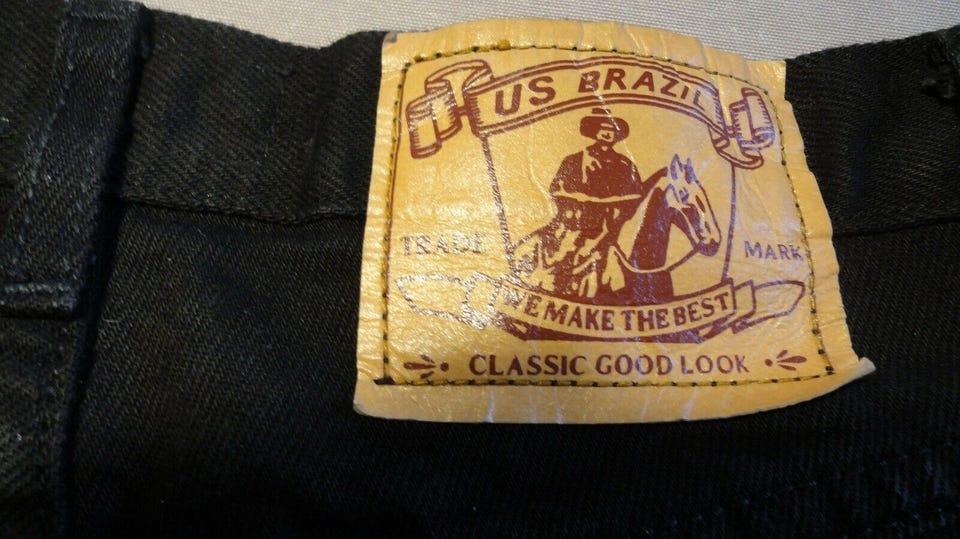 US BRAZIL
TRADE MARK
WE MAKE THE BEST
CLASSIC GOOD LOOK